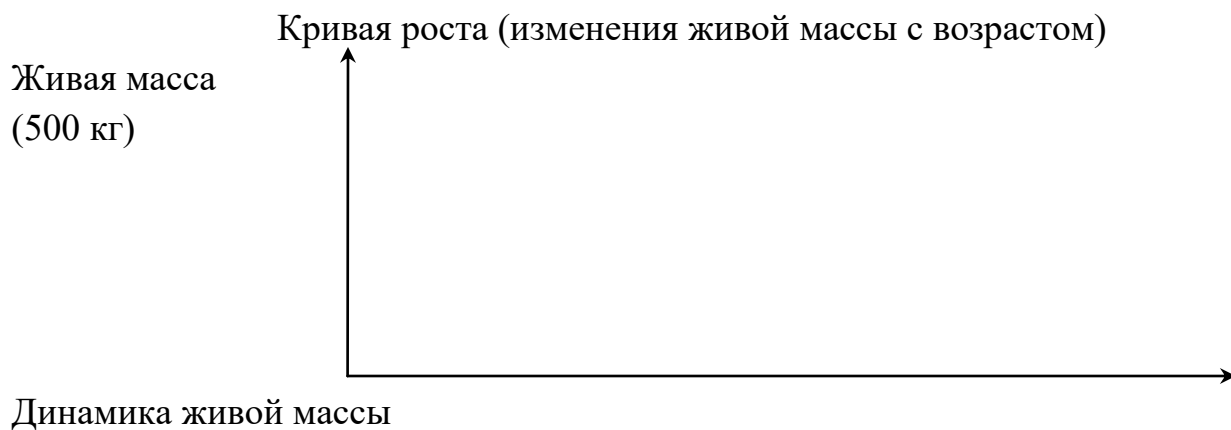 Кривая роста (изменения живой массы с возрастом)
Живая масса
(500 кг)
Динамика живой массы